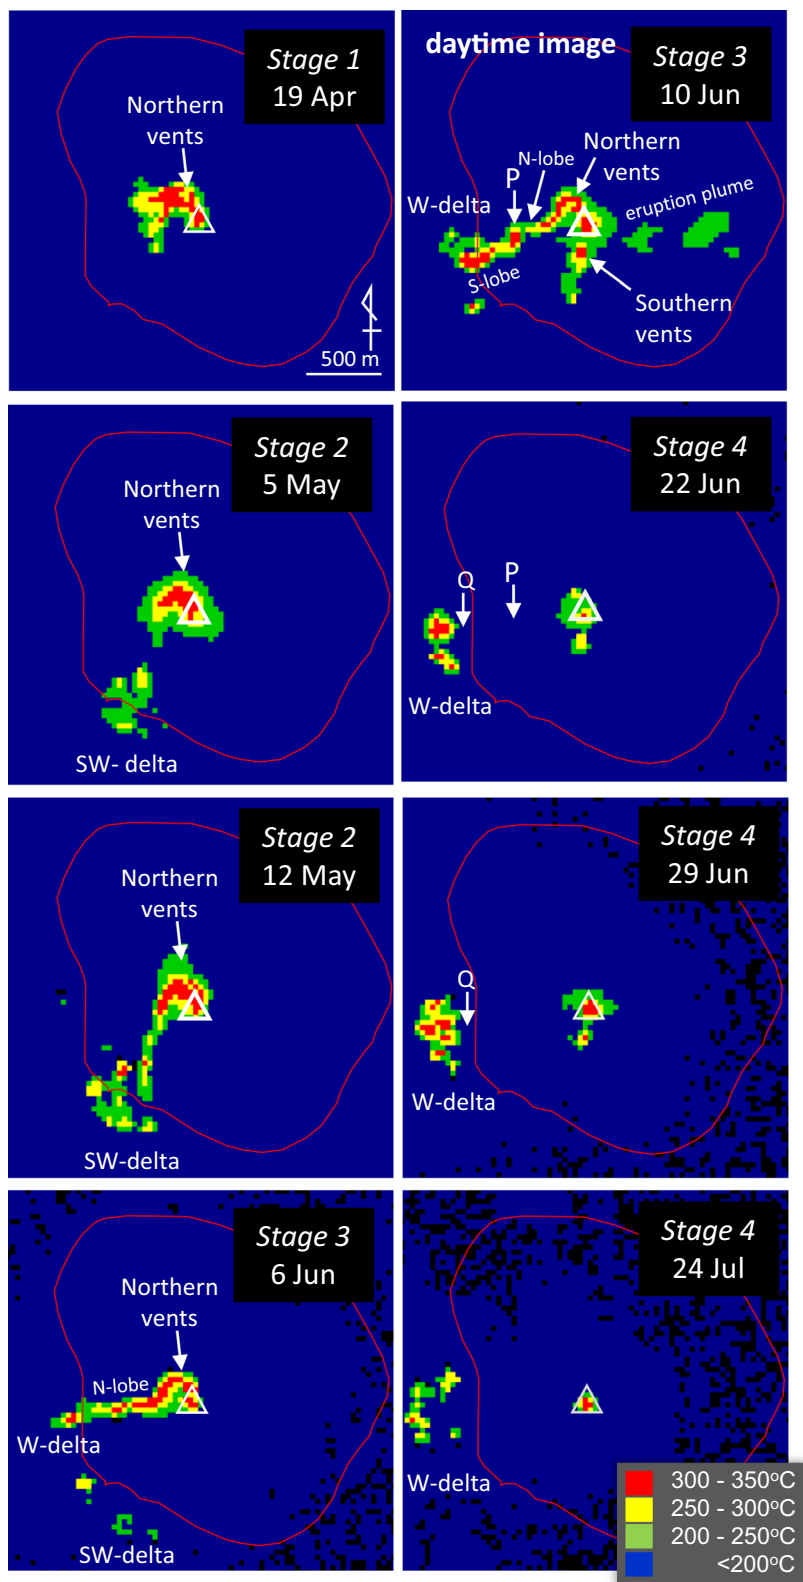 Stage 1
19 Apr
Northern
vents
500 m
daytime image
Stage 3
10 Jun
Northern
vents
N-lobe
P
W-delta
eruption plume
S-lobe
Southern
vents
Stage 2
5 May
Northern
vents
SW- delta
Stage 4
22 Jun
Q
P
W-delta
Stage 2
12 May
Northern
vents
SW-delta
Stage 4
29 Jun
Q
W-delta
Stage 3
6 Jun
Northern
vents
N-lobe
W-delta
SW-delta
Stage 4
24 Jul
W-delta
300 - 350°C
250 - 300°C
200 - 250°C
<200°C